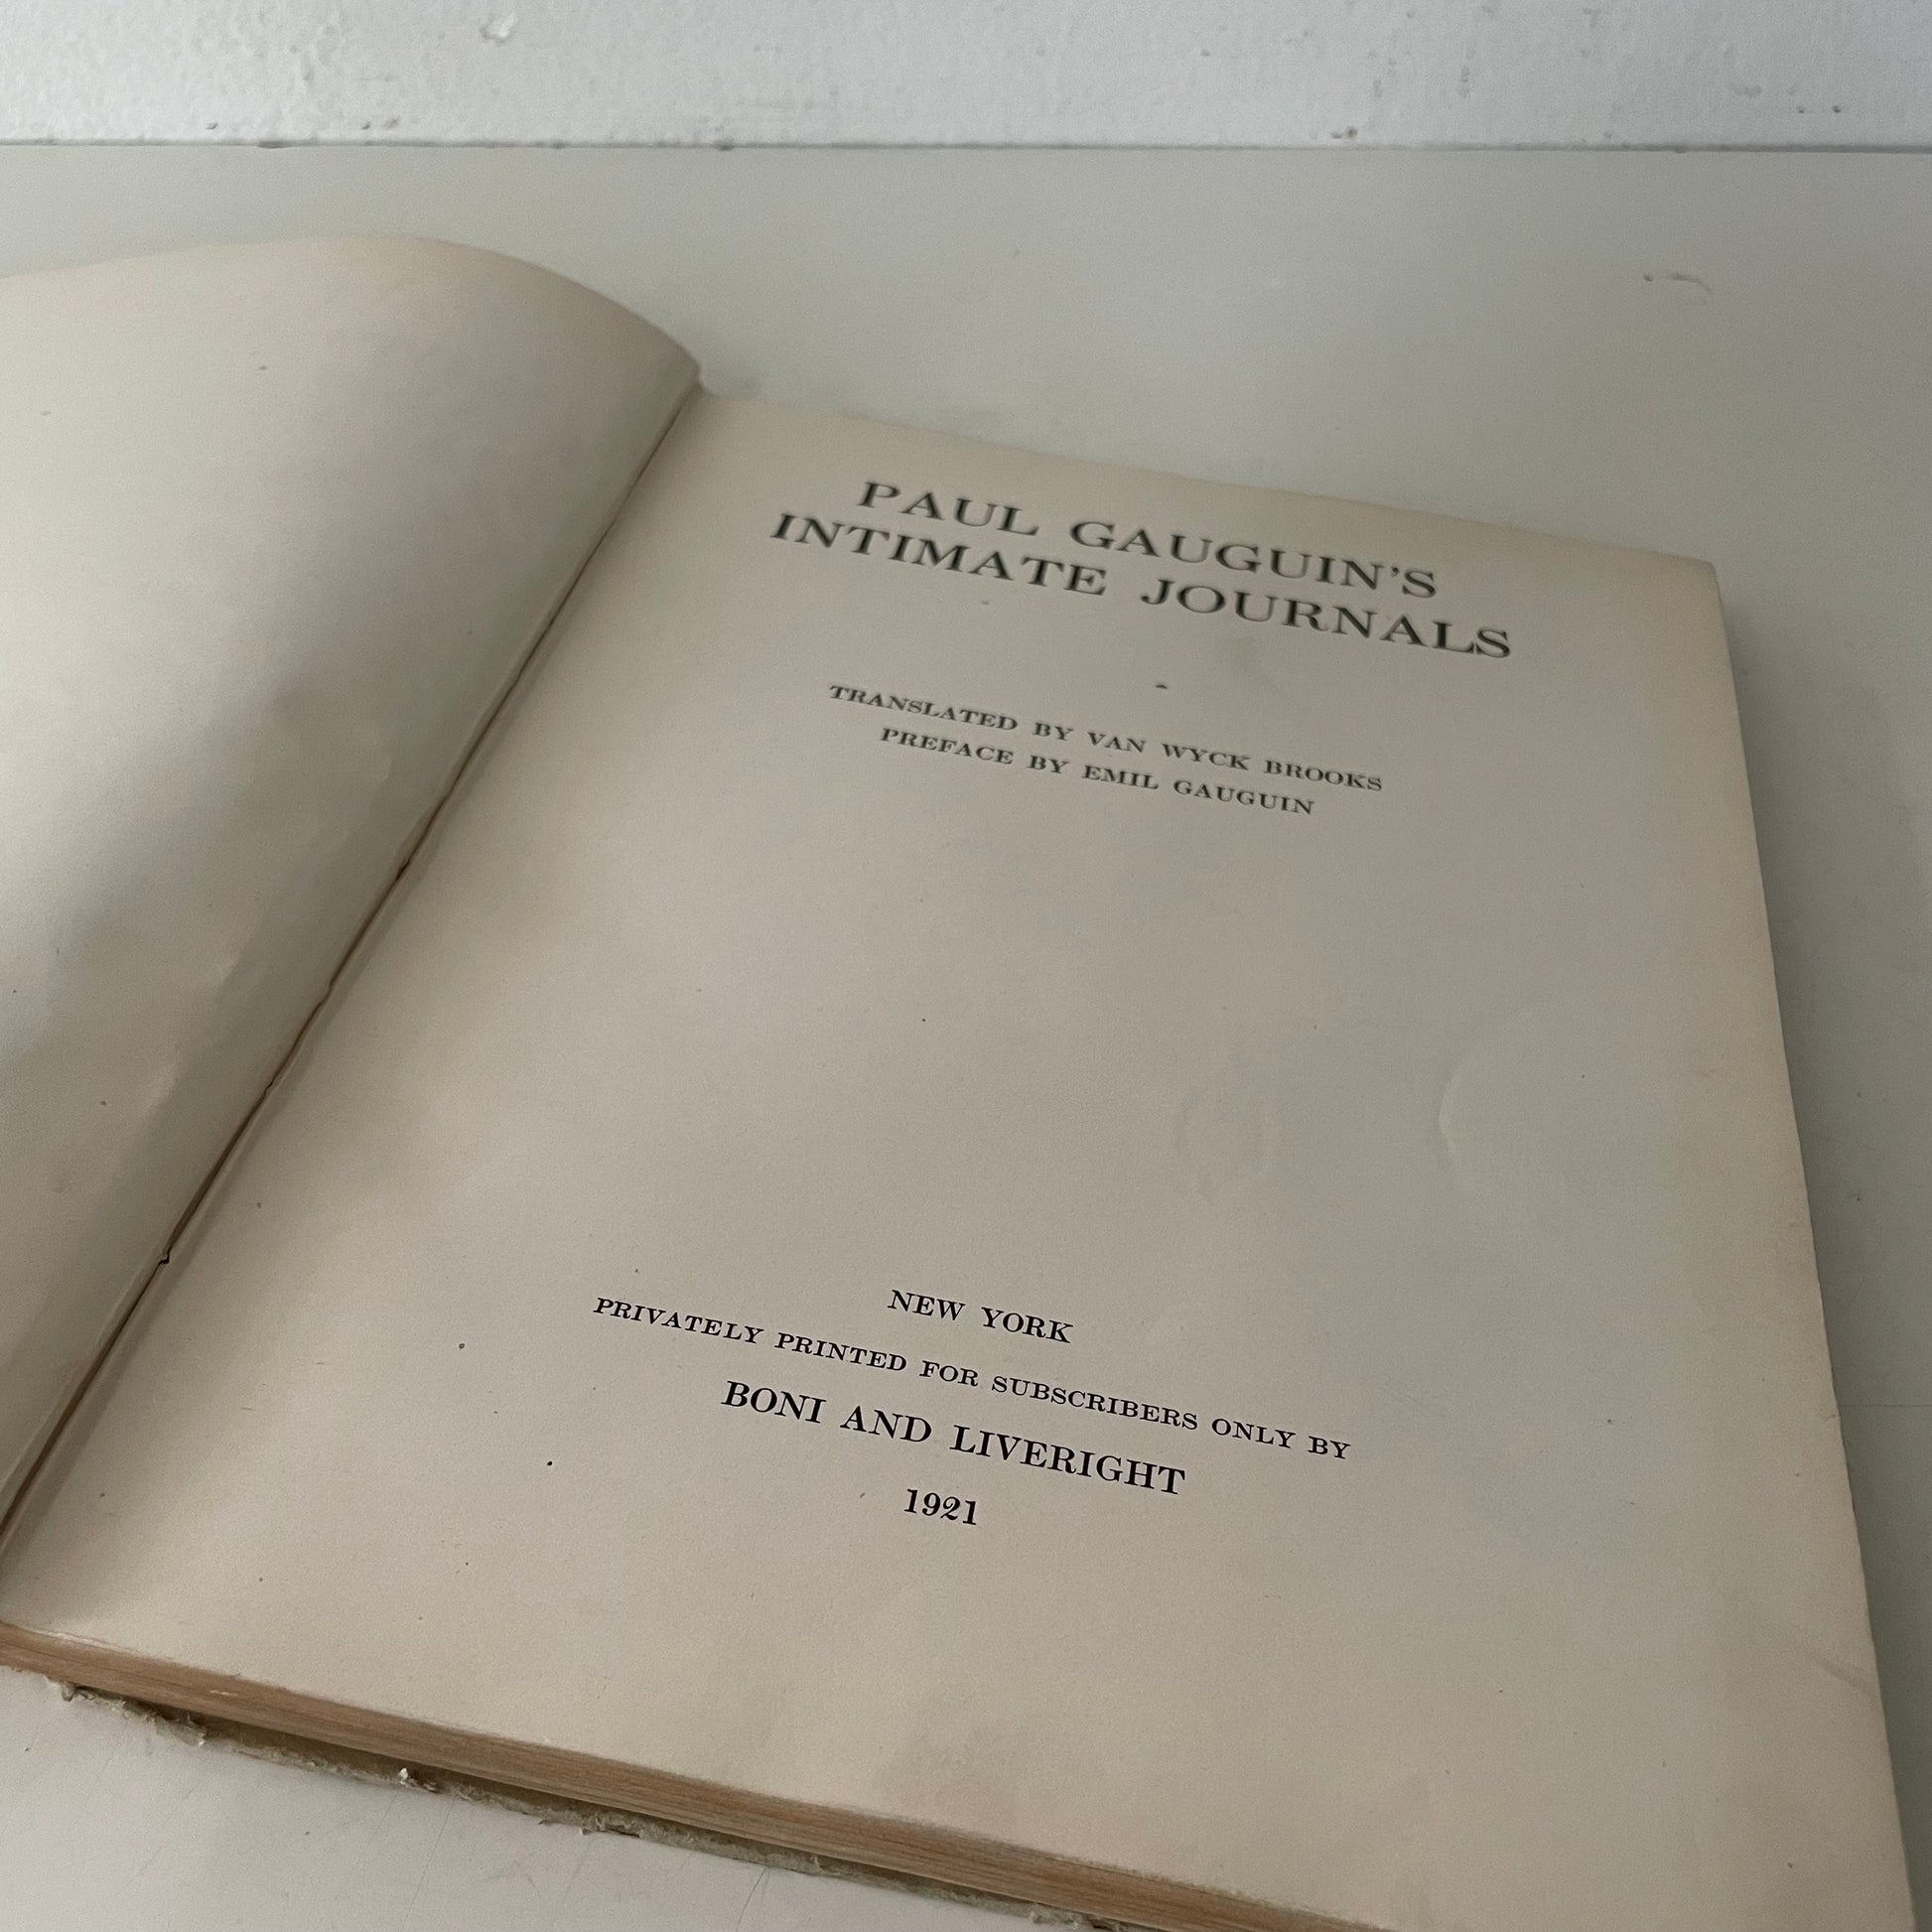 PAUL GAUGUIN'S
INTIMATE JOURNALS
TRANSLATED BY VAN WYCK BROOKS
PREFACE BY EMIL GAUGUIN
NEW YORK
PRIVATELY PRINTED FOR SUBSCRIBERS ONLY BY
BONI AND LIVERIGHT
1921